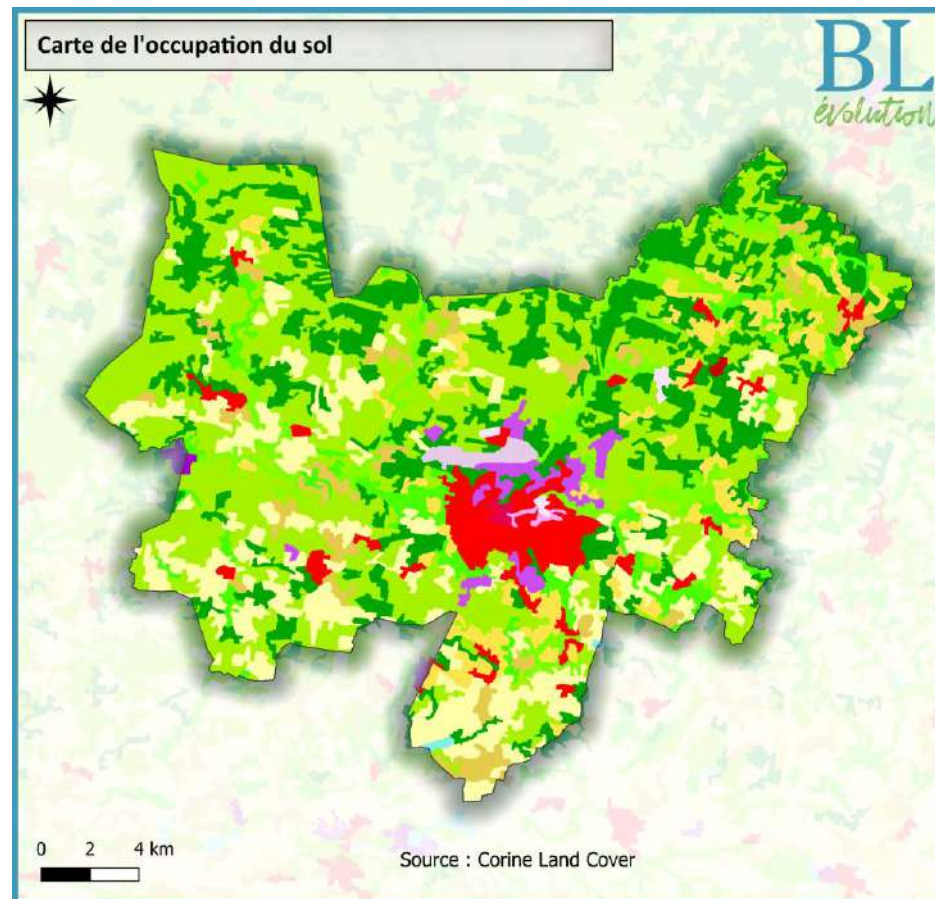 Carte de l'occupation du sol
BL
évolution
0 2 4 km
Source : Corine Land Cover